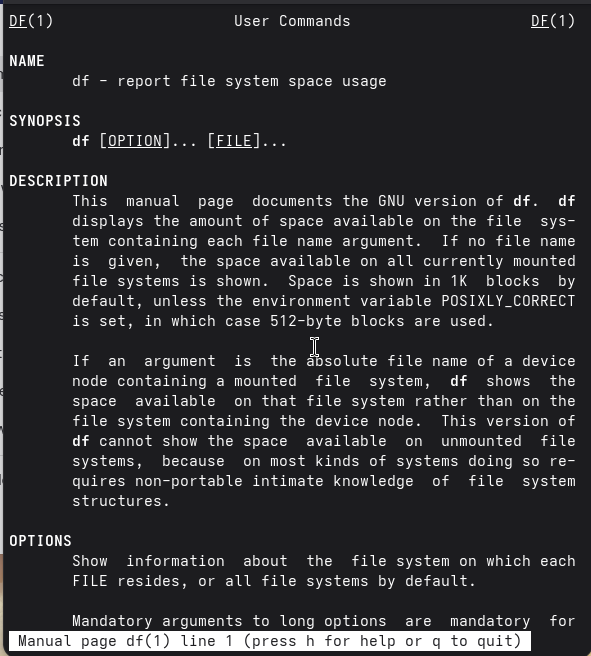 DF(1) User Commands DF(1)
NAME
df - report file system space usage
SYNOPSIS
df [OPTION]... [FILE]...
DESCRIPTION
This manual page documents the GNU version of df. df
displays the amount of space available on the file sys-
tem containing each file name argument. If no file name
is given, the space available on all currently mounted
file systems is shown. Space is shown in 1K blocks by
default, unless the environment variable POSIXLY_CORRECT
is set, in which case 512-byte blocks are used.
If an argument is the absolute file name of a device
node containing a mounted file system, df shows the
space available on that file system rather than on the
file system containing the device node. This version of
df cannot show the space available on unmounted file
systems, because on most kinds of systems doing so re-
quires non-portable intimate knowledge of file system
structures.
OPTIONS
Show information about the file system on which each
FILE resides, or all file systems by default.
Mandatory arguments to long options are mandatory for
Manual page df(1) line 1 (press h for help or q to quit)